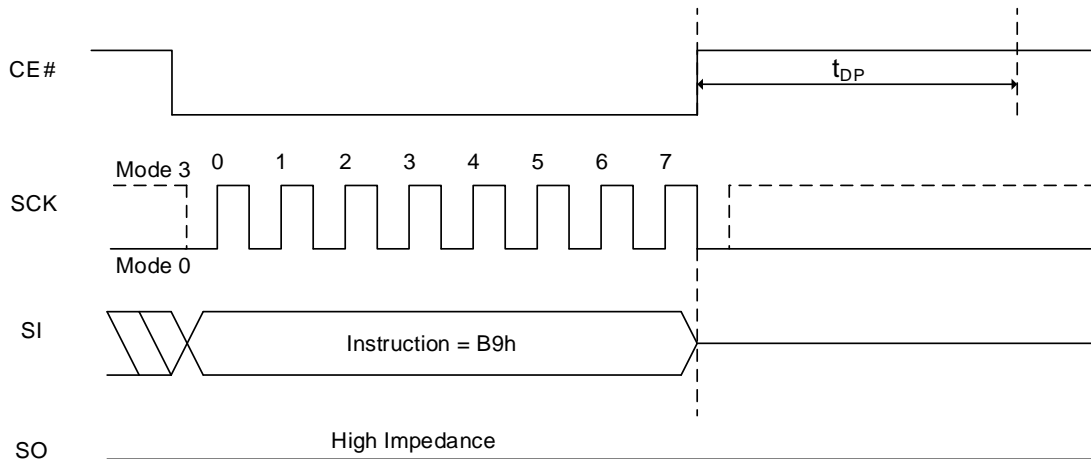 CE#
tDP
Mode 3
0 1 2 3 4 5 6 7
SCK
Mode 0
SI
Instruction = B9h
SO
High Impedance